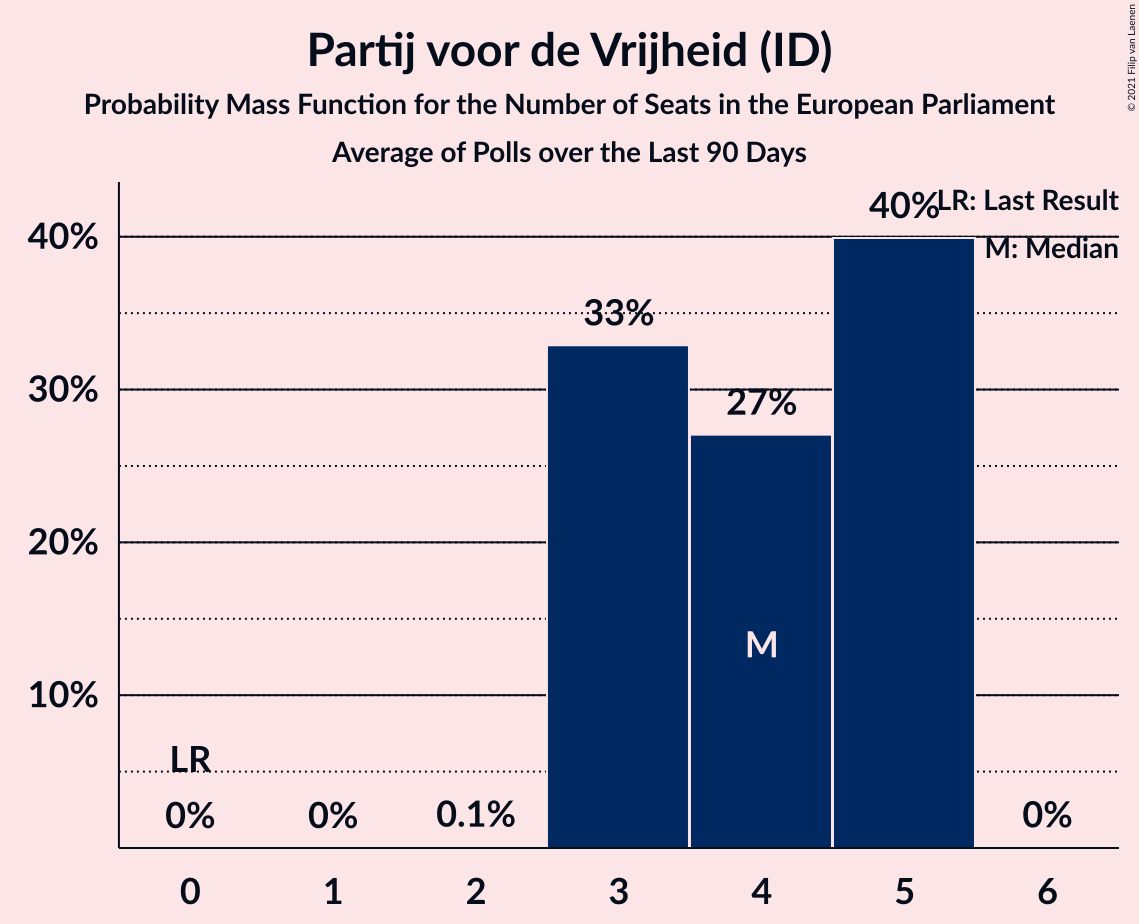 Partij voor de Vrijheid (ID)
Probability Mass Function for the Number of Seats in the European Parliament
Average of Polls over the Last 90 Days
© 2021 Filip van Laenen
LR: Last Result
M: Median
40%
30%
20%
10%
LR
0%
0%
0.1%
33%
27%
M
40%
0%
0 1 2 3 4 5 6